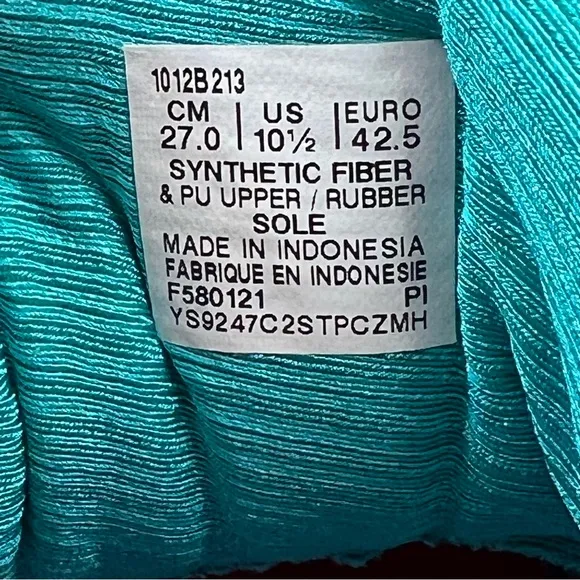 1012B213
CM | US | EURO
27.0 | 10½ | 42.5
SYNTHETIC FIBER
& PU UPPER / RUBBER
SOLE
MADE IN INDONESIA
FABRIQUE EN INDONESIE
F580121 PI
YS9247C2STPCZMH